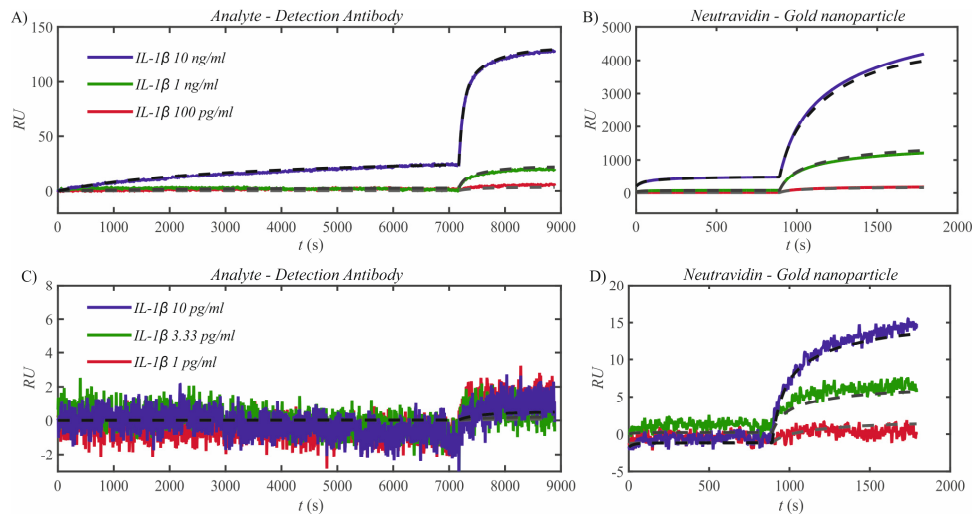 A) Analyte - Detection Antibody
150
100
50
0
RU
IL-1β 10 ng/ml
IL-1β 1 ng/ml
IL-1β 100 pg/ml
0 1000 2000 3000 4000 5000 6000 7000 8000 9000
t (s)
B) Neutravidin - Gold nanoparticle
5000
4000
3000
2000
1000
0
RU
0 500 1000 1500 2000
t (s)
C) Analyte - Detection Antibody
8
6
4
2
0
-2
RU
IL-1β 10 pg/ml
IL-1β 3.33 pg/ml
IL-1β 1 pg/ml
0 1000 2000 3000 4000 5000 6000 7000 8000 9000
t (s)
D) Neutravidin - Gold nanoparticle
20
15
10
5
0
-5
RU
0 500 1000 1500 2000
t (s)